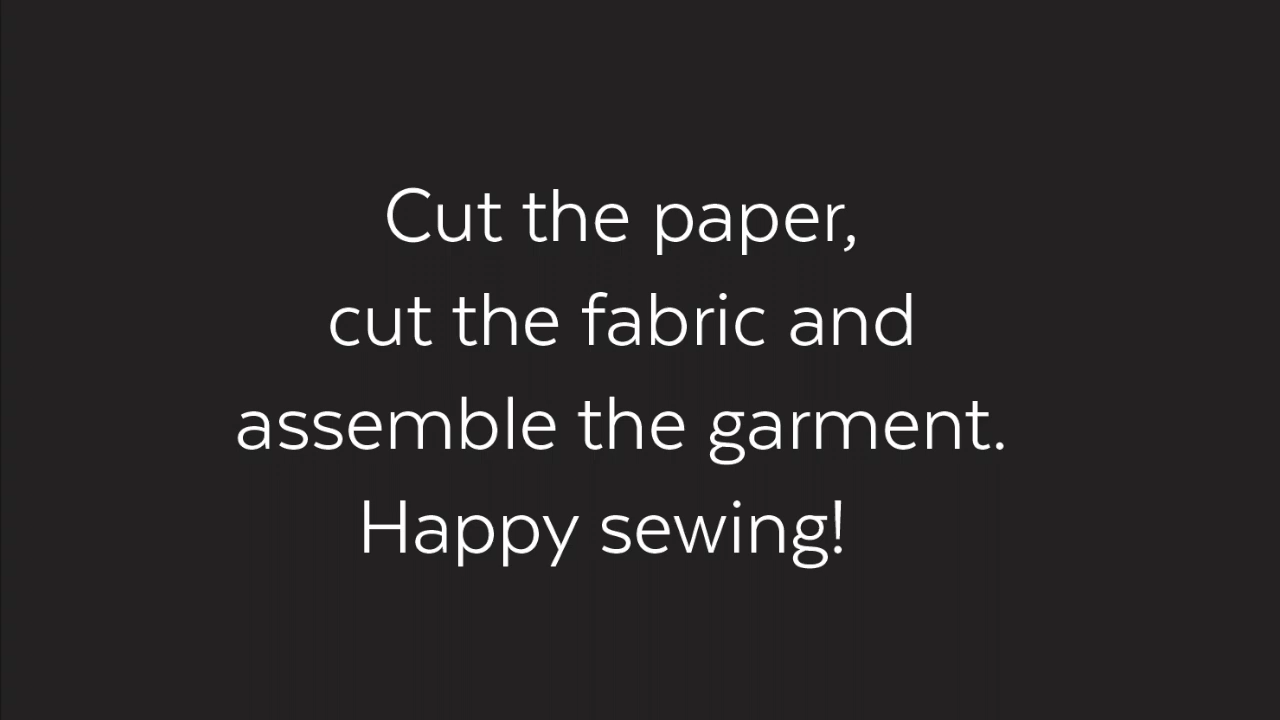 Cut the paper,
cut the fabric and
assemble the garment.
Happy sewing!